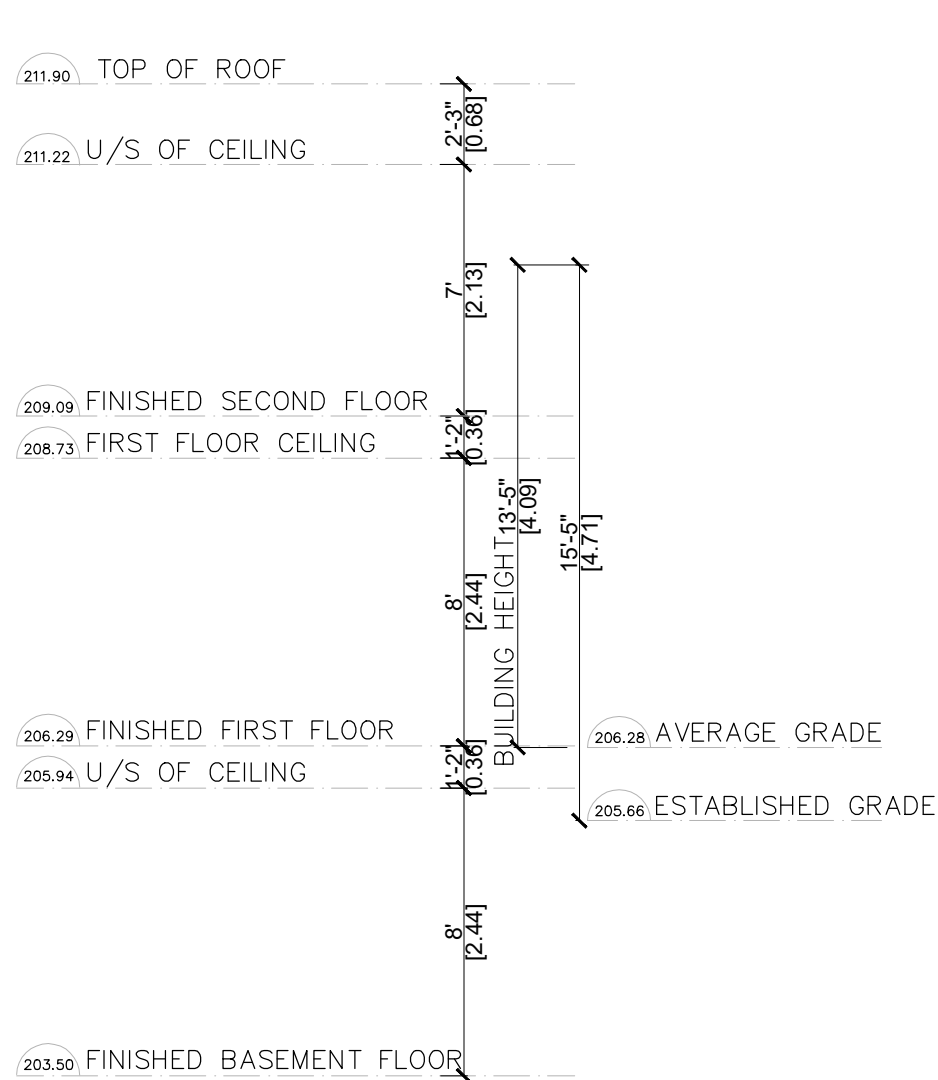 211.90 TOP OF ROOF
2'-3"
[0.68]
211.22 U/S OF CEILING
7'
[2.13]
209.09 FINISHED SECOND FLOOR
1'-2"
[0.36]
208.73 FIRST FLOOR CEILING
13'-5"
[4.09]
15'-5"
[4.71]
BUILDING HEIGHT
8'
[2.44]
206.29 FINISHED FIRST FLOOR
206.28 AVERAGE GRADE
1'-2"
[0.36]
205.94 U/S OF CEILING
205.66 ESTABLISHED GRADE
8'
[2.44]
203.50 FINISHED BASEMENT FLOOR